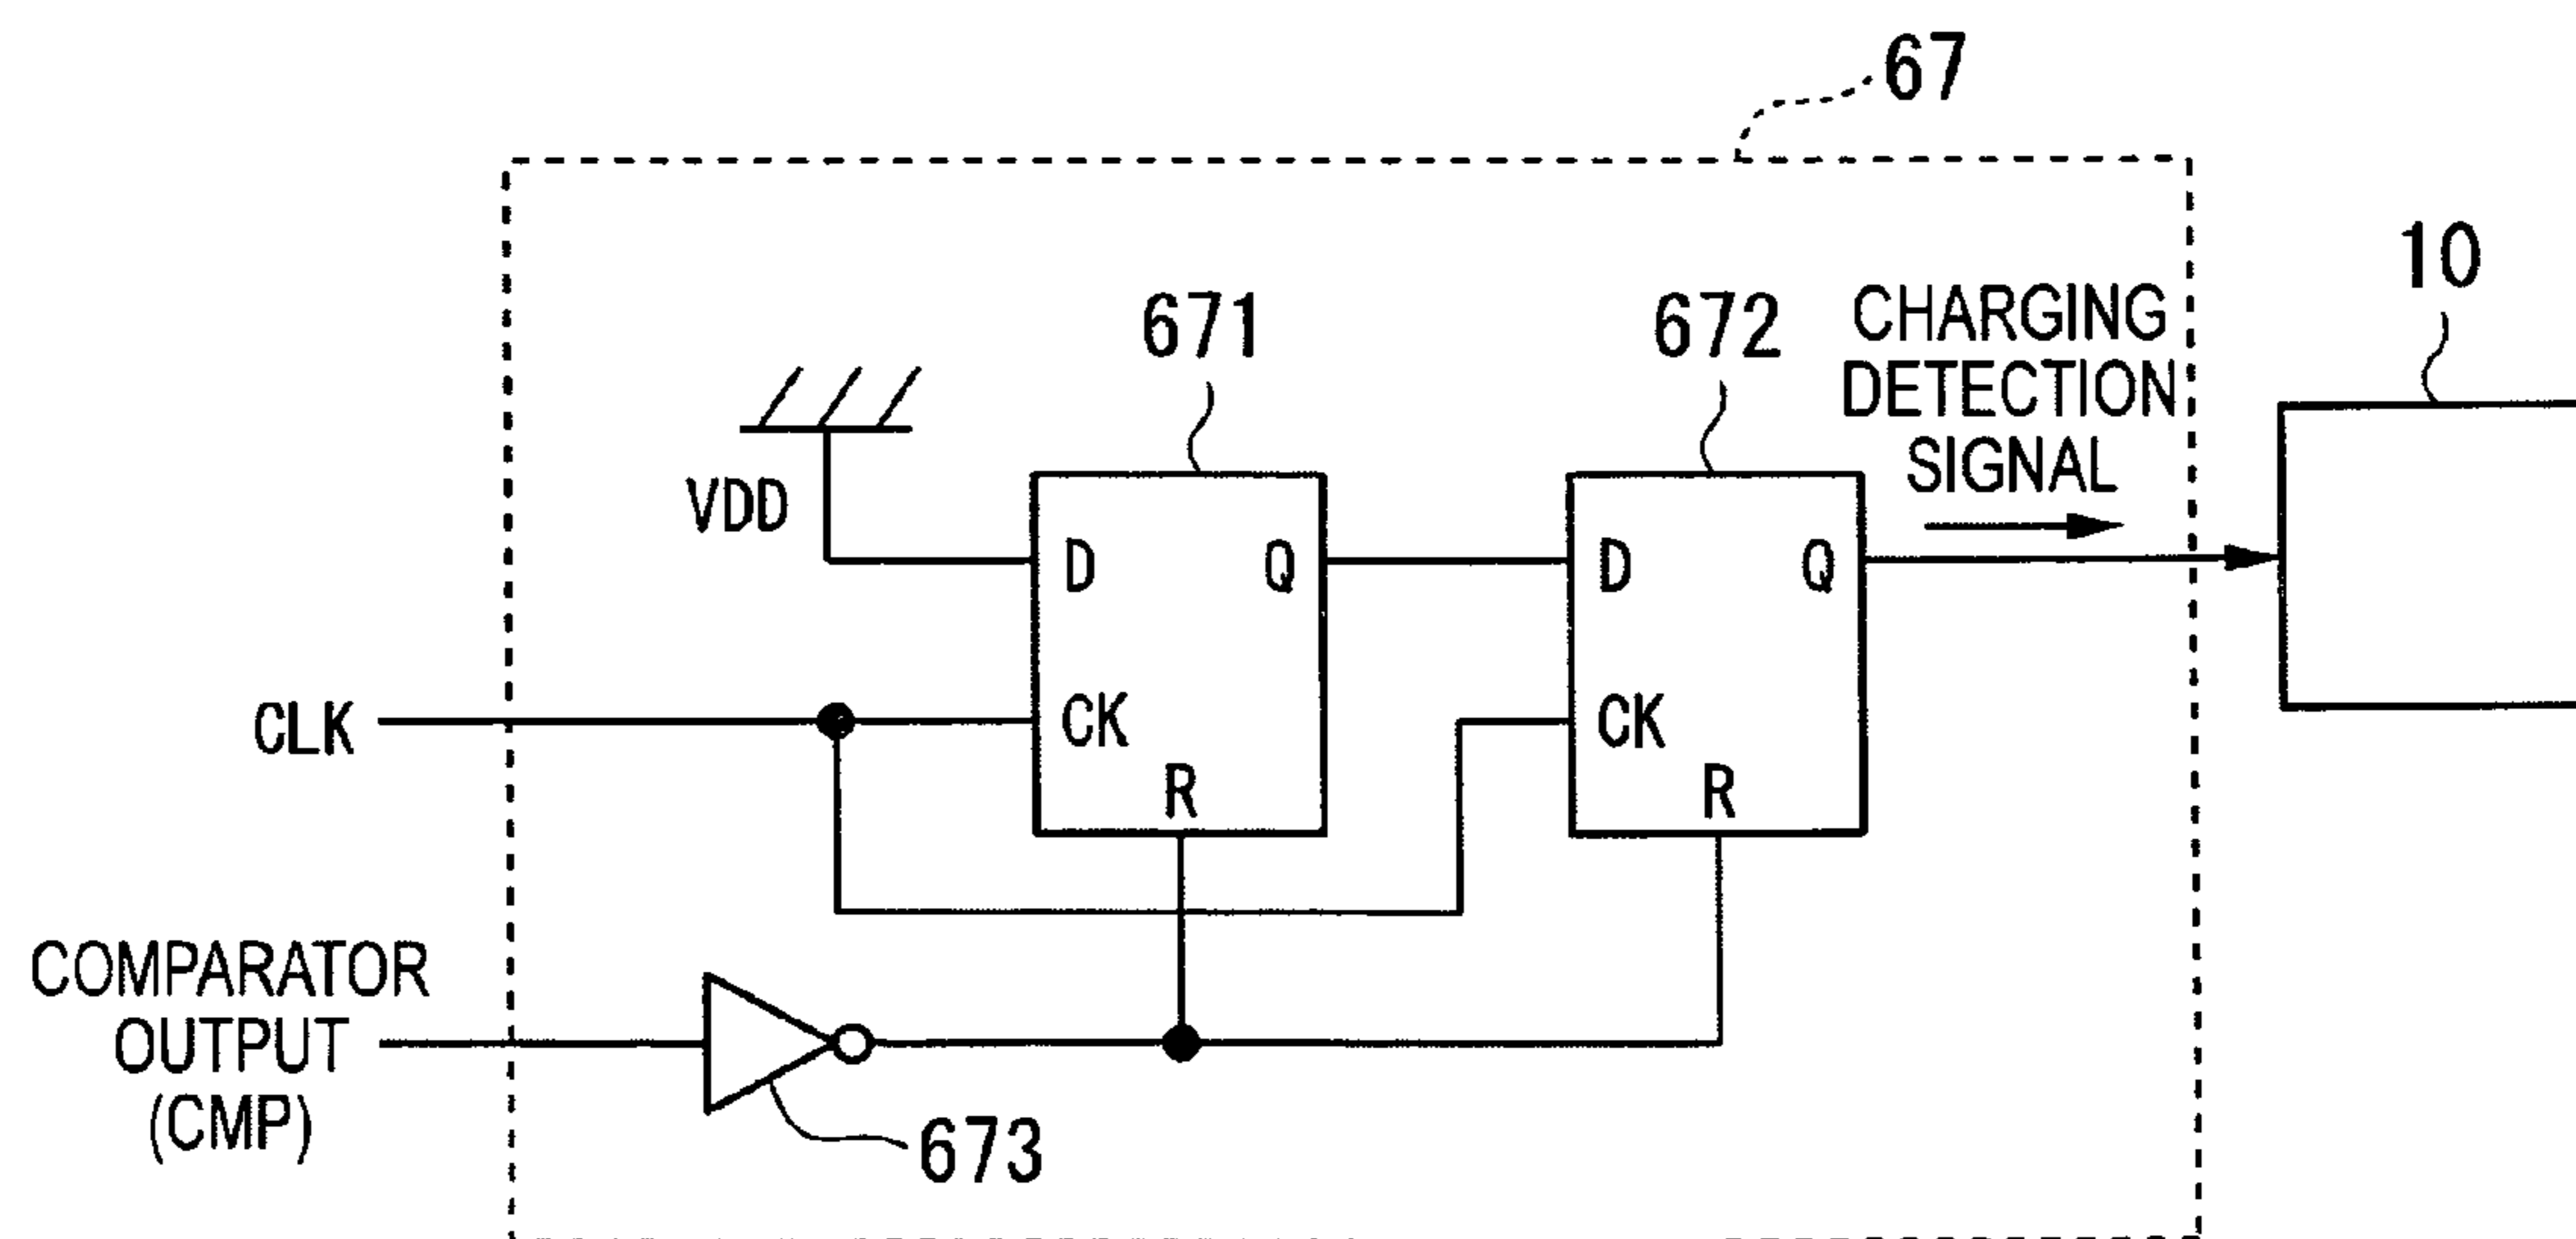 67
10
671
672
CHARGING
DETECTION
SIGNAL
VDD
D
Q
D
Q
CLK
CK
CK
R
R
COMPARATOR
OUTPUT
(CMP)
673